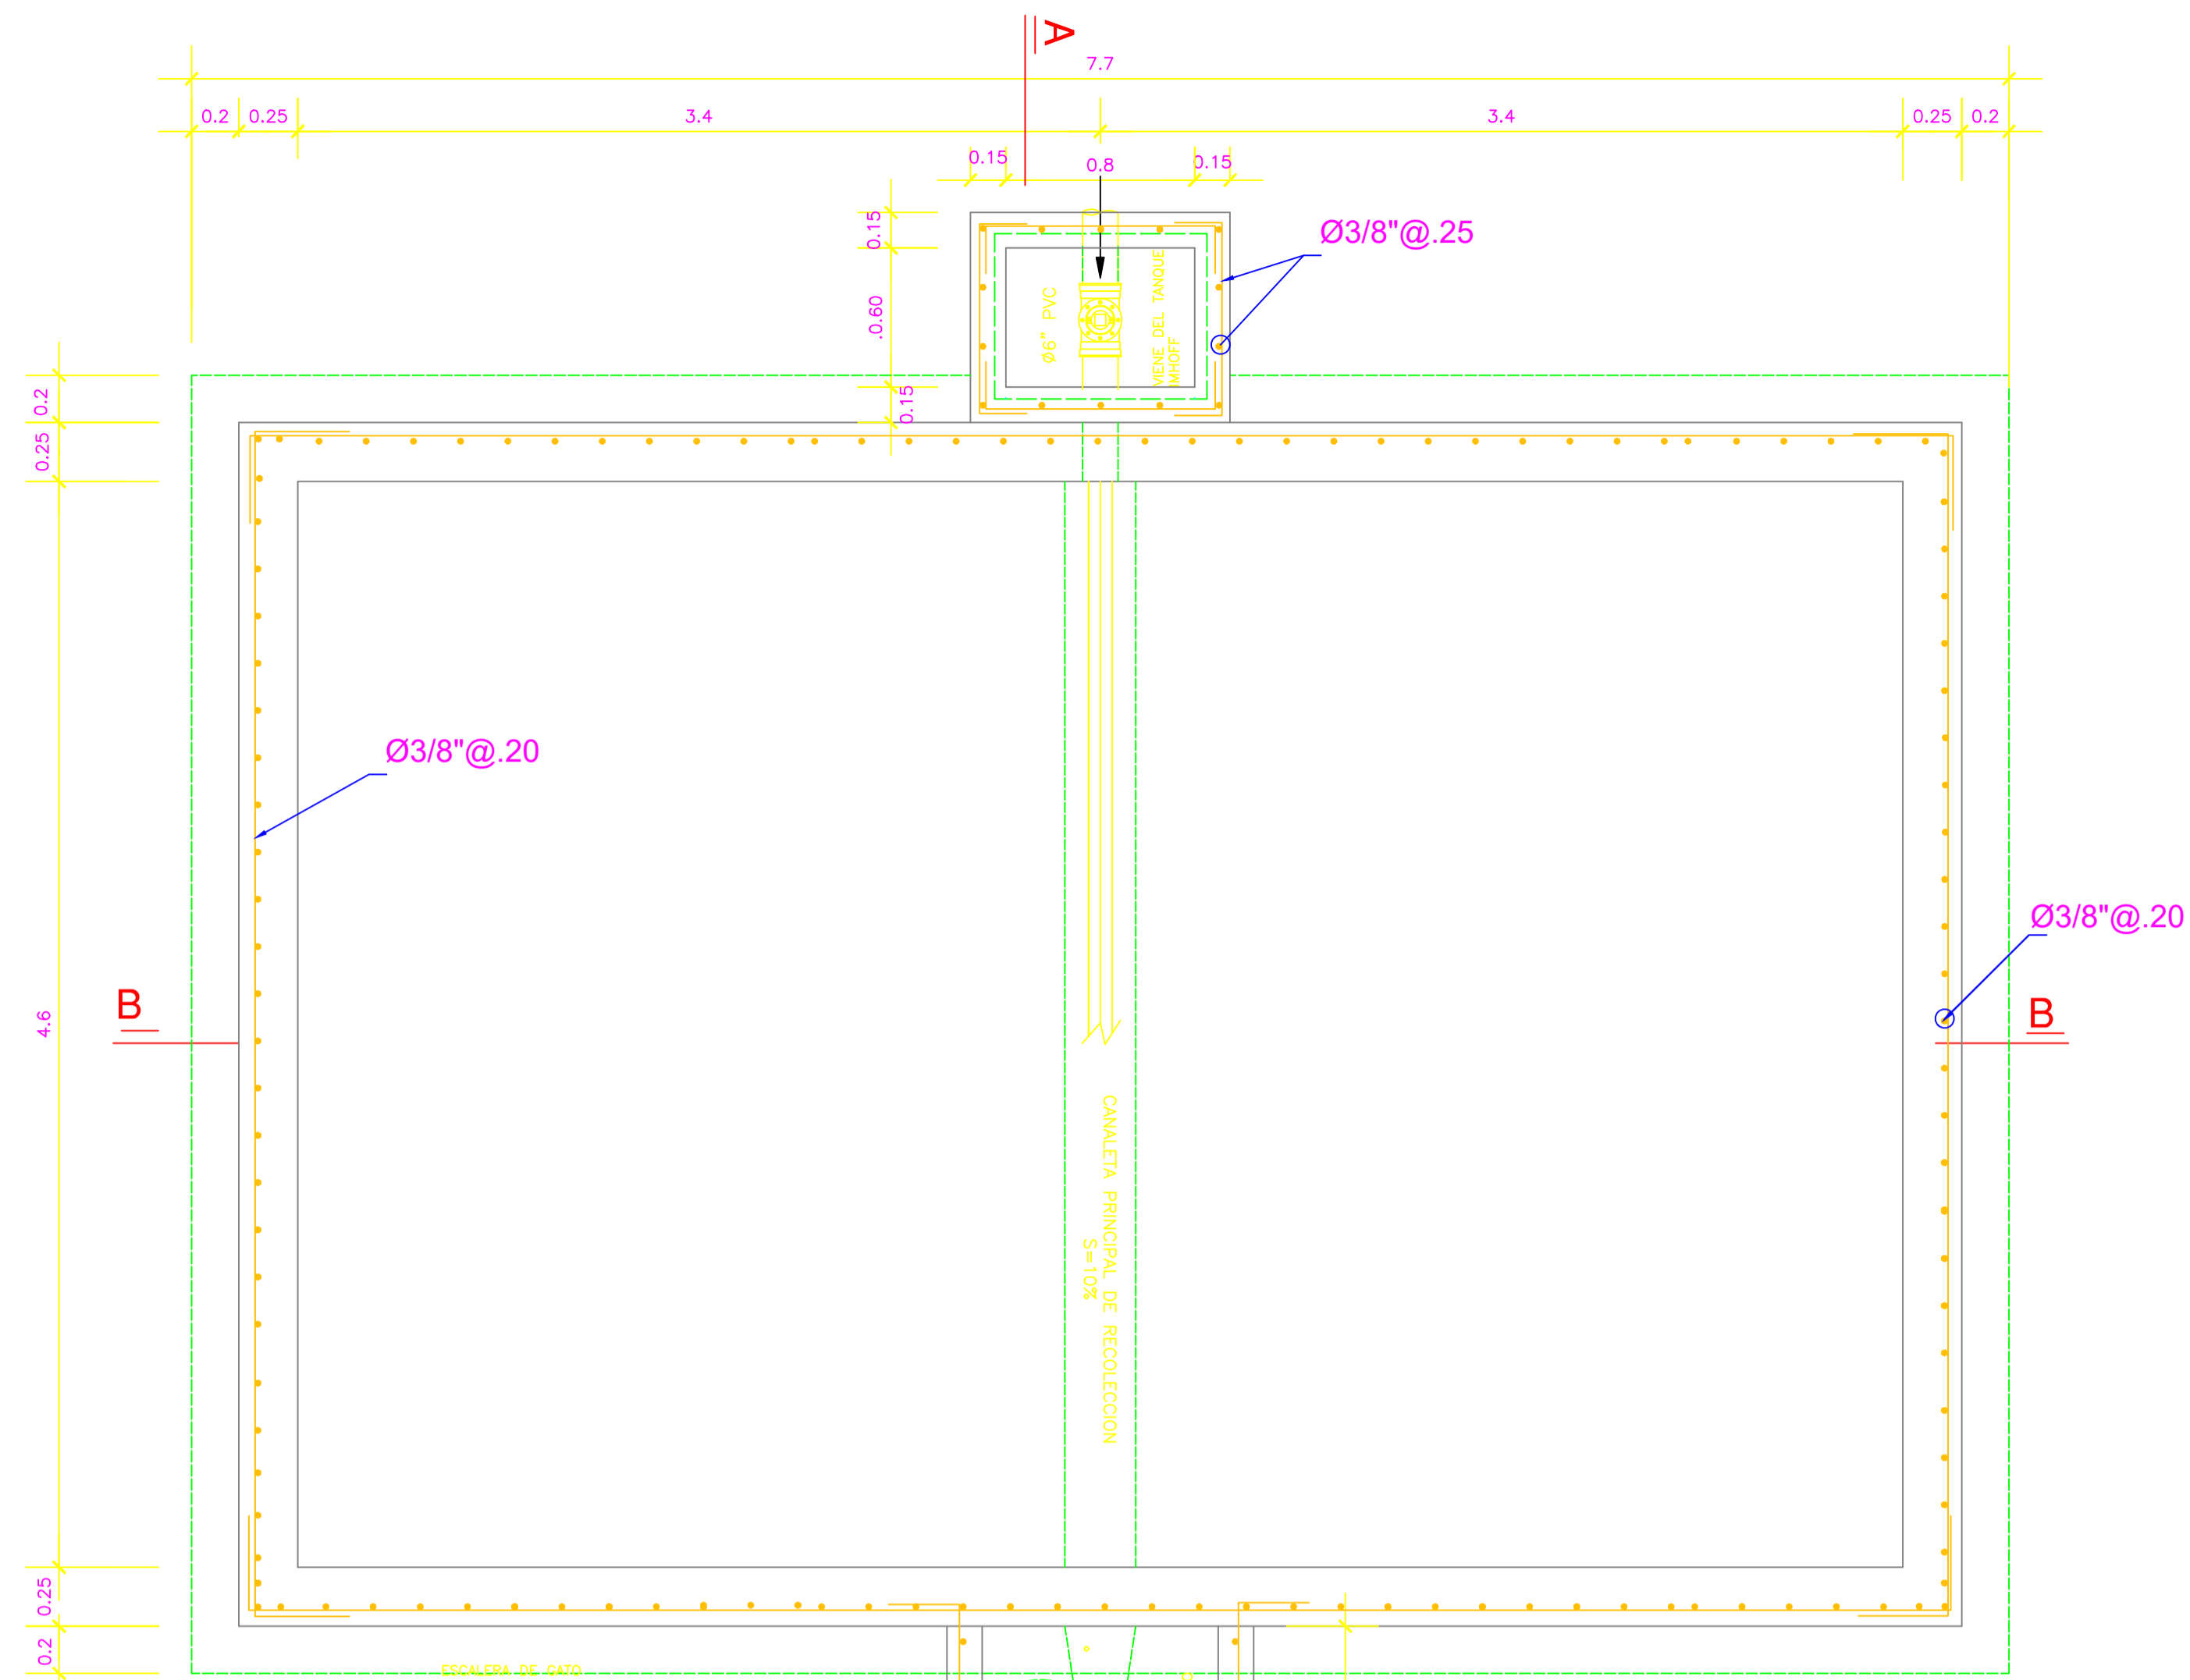 A
7.7
0.2
0.25
3.4
3.4
0.25
0.2
0.15
0.8
0.15
0.15
.0.60
0.15
Ø3/8"@.25
Ø6" PVC
VIENE DEL TANQUE
IMHOFF
0.2
0.25
Ø3/8"@.20
Ø3/8"@.20
B
B
4.6
CANALETA PRINCIPAL DE RECOLECCION
S=10%
0.25
0.2
ESCALERA DE GATO